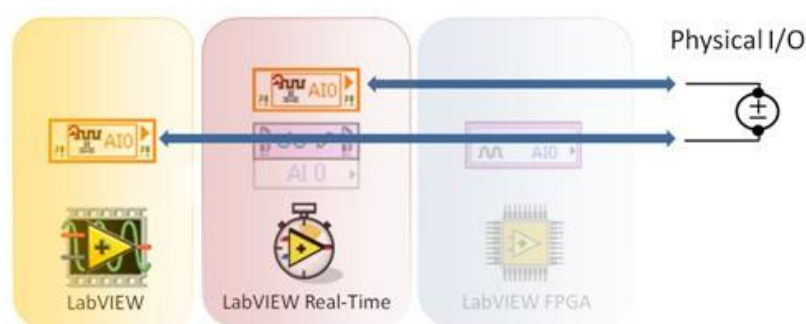 Physical I/O
AI0
AI0
AI 0
AI0
LabVIEW
LabVIEW Real-Time
LabVIEW FPGA